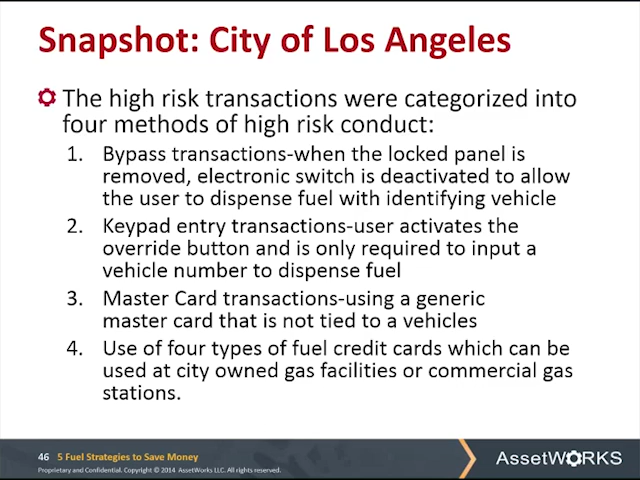 Snapshot: City of Los Angeles
The high risk transactions were categorized into
four methods of high risk conduct:
1. Bypass transactions-when the locked panel is
removed, electronic switch is deactivated to allow
the user to dispense fuel with identifying vehicle
2. Keypad entry transactions-user activates the
override button and is only required to input a
vehicle number to dispense fuel
3. Master Card transactions-using a generic
master card that is not tied to a vehicles
4. Use of four types of fuel credit cards which can be
used at city owned gas facilities or commercial gas
stations.
46 5 Fuel Strategies to Save Money
Proprietary and Confidential. Copyright © 2014 AssetWorks LLC. All rights reserved.
ASSETWORKS